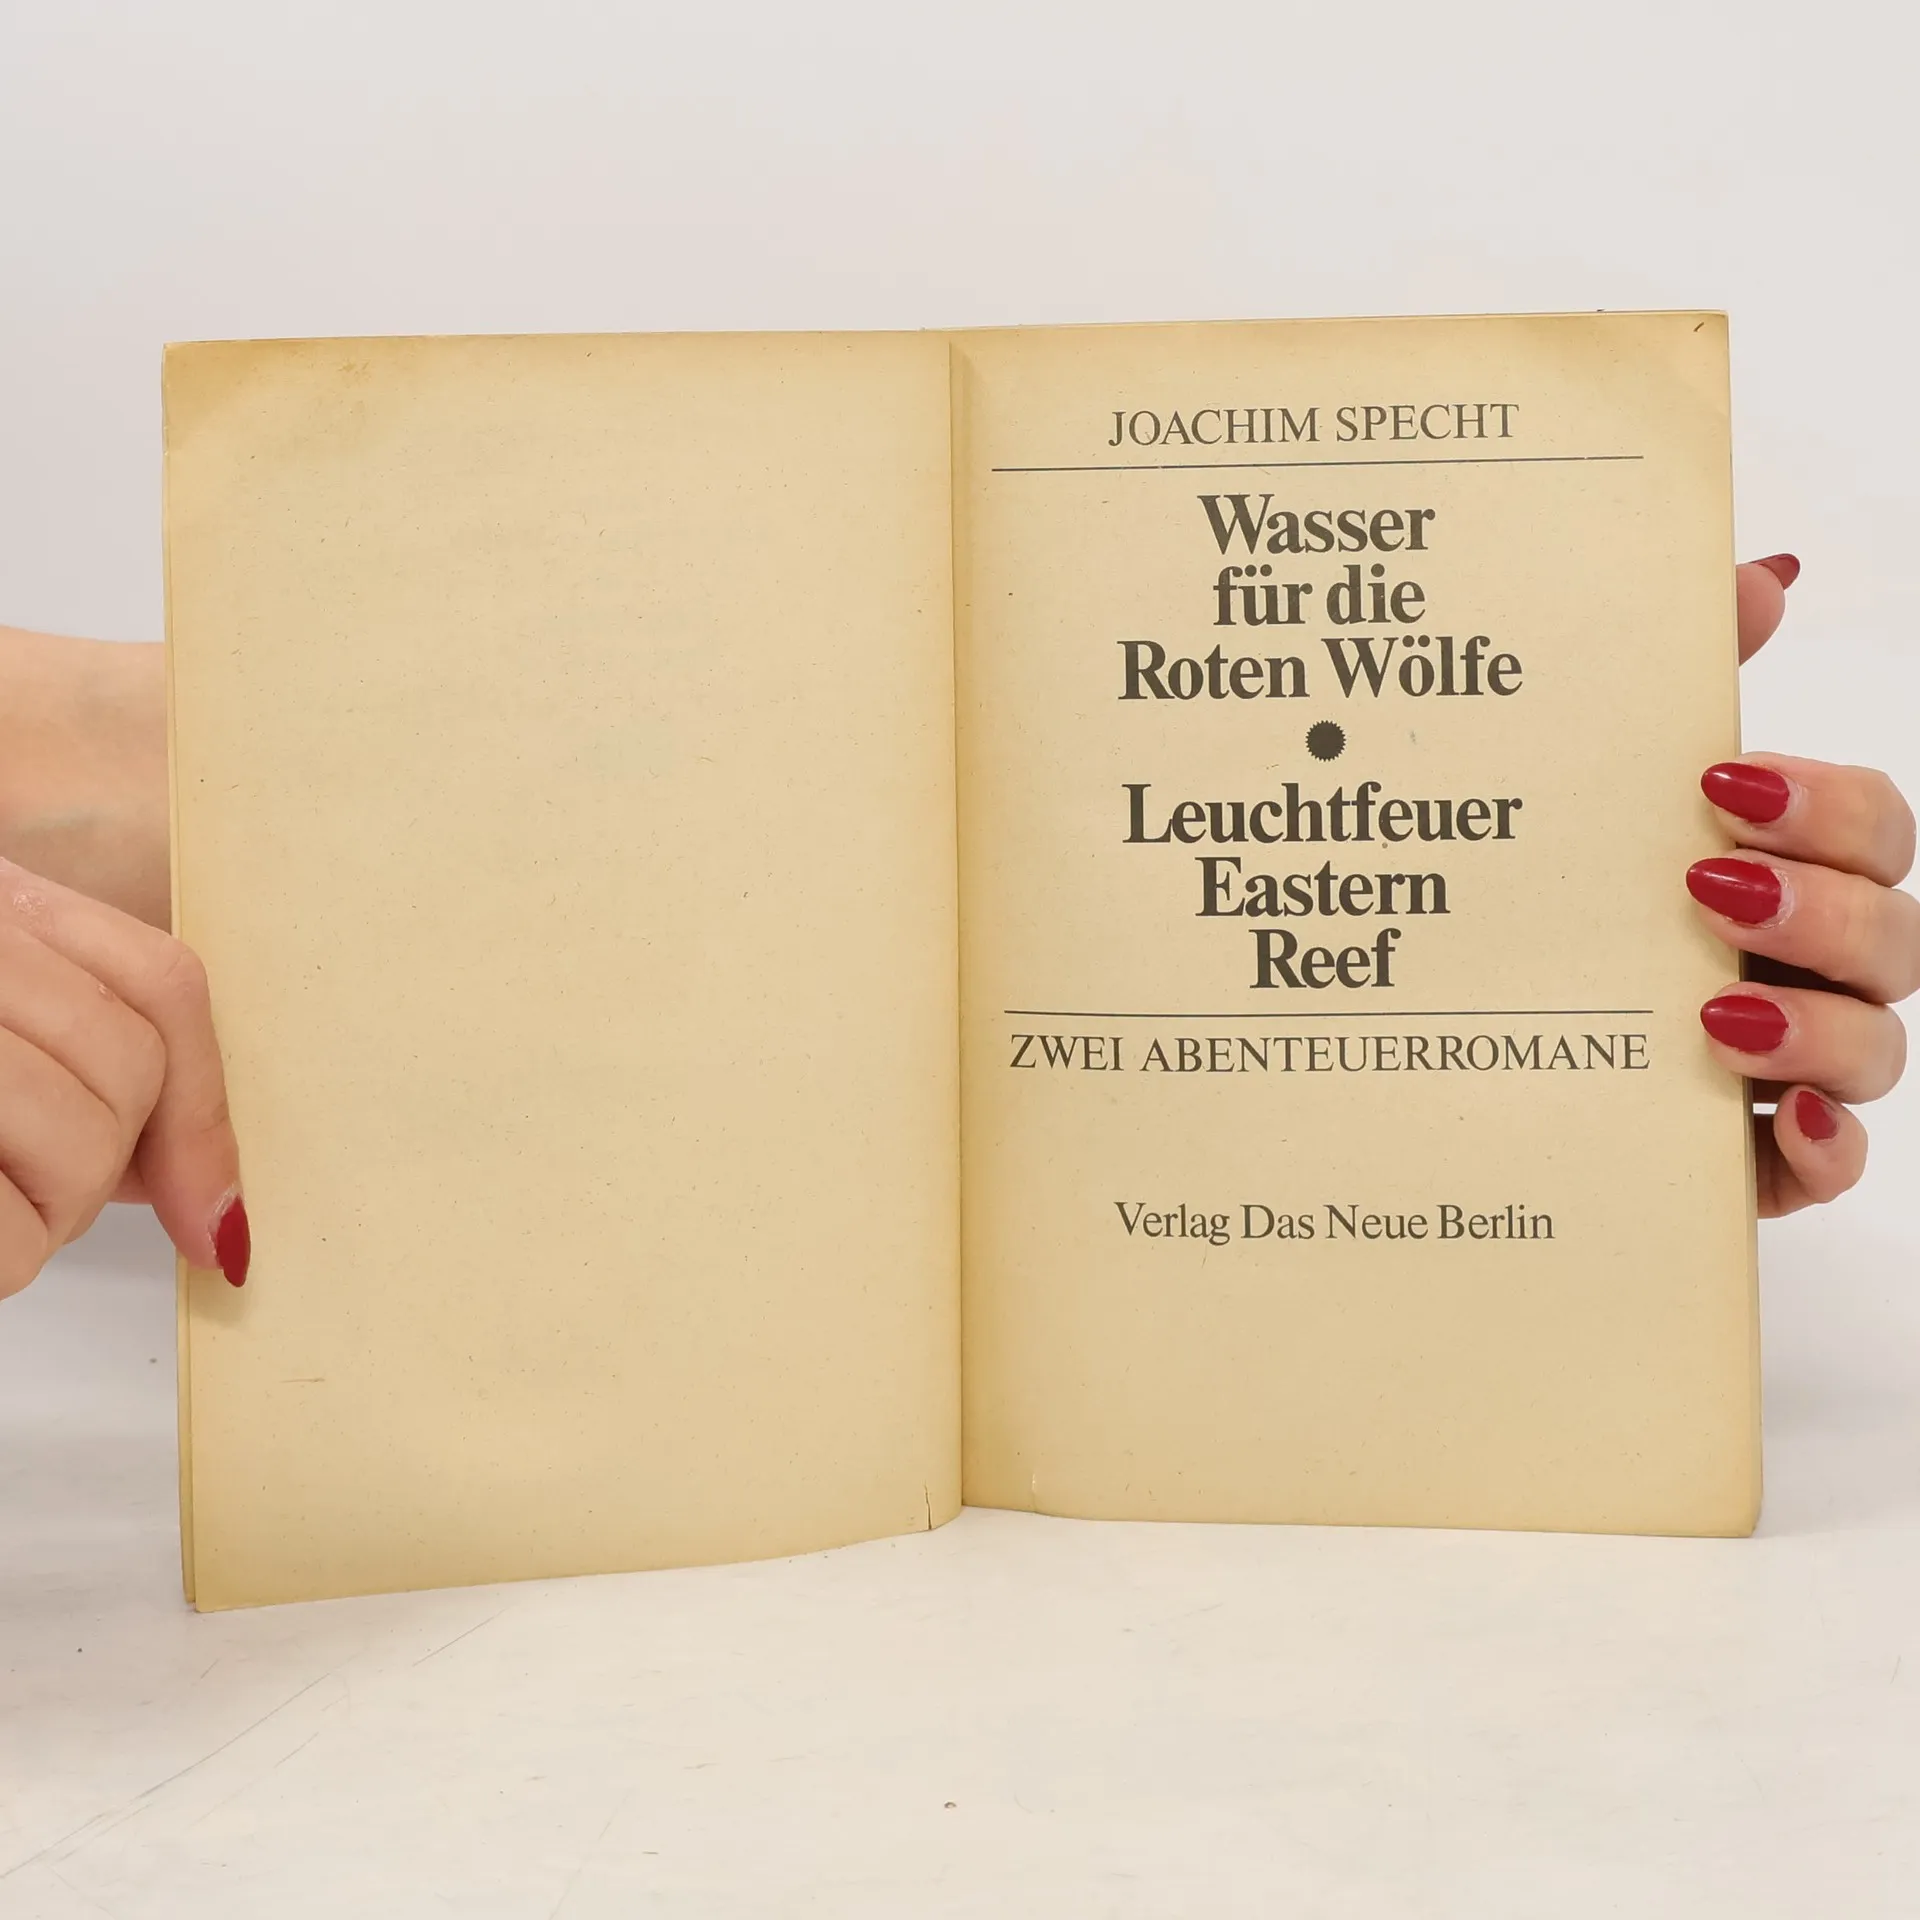 JOACHIM SPECHT
Wasser
für die
Roten Wölfe
Leuchtfeuer
Eastern
Reef
ZWEI ABENTEUERROMANE
Verlag Das Neue Berlin